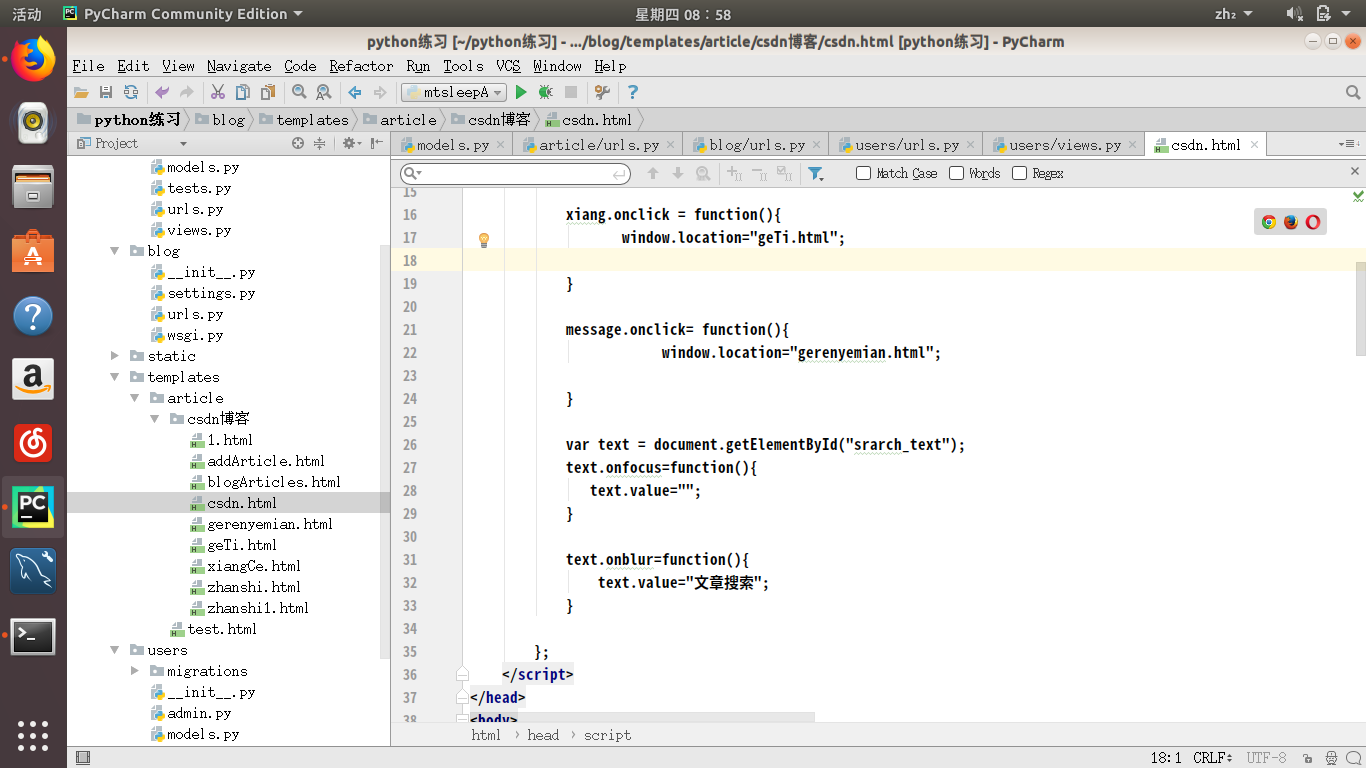 活动 PyCharm Community Edition 星期四 08:58 zh₂
python练习 [~/python练习] - .../blog/templates/article/csdn博客/csdn.html [python练习] - PyCharm
File Edit View Navigate Code Refactor Run Tools VCS Window Help
mtsleepA
python练习 blog templates article csdn博客 csdn.html
Project
models.py article/urls.py blog/urls.py users/urls.py users/views.py csdn.html
Match Case Words Regex
models.py
tests.py
urls.py
views.py
blog
__init__.py
settings.py
urls.py
wsgi.py
static
templates
article
csdn博客
1.html
addArticle.html
blogArticles.html
csdn.html
gerenyemian.html
geTi.html
xiangCe.html
zhanshi.html
zhanshi1.html
test.html
users
migrations
__init__.py
admin.py
models.py
15
16 xiang.onclick = function(){
17 window.location="geTi.html";
18
19 }
20
21 message.onclick= function(){
22 window.location="gerenyemian.html";
23
24 }
25
26 var text = document.getElementById("srarch_text");
27 text.onfocus=function(){
28 text.value="";
29 }
30
31 text.onblur=function(){
32 text.value="文章搜索";
33 }
34
35 };
36 </script>
37 </head>
38 <body>
html head script
18:1 CRLF UTF-8